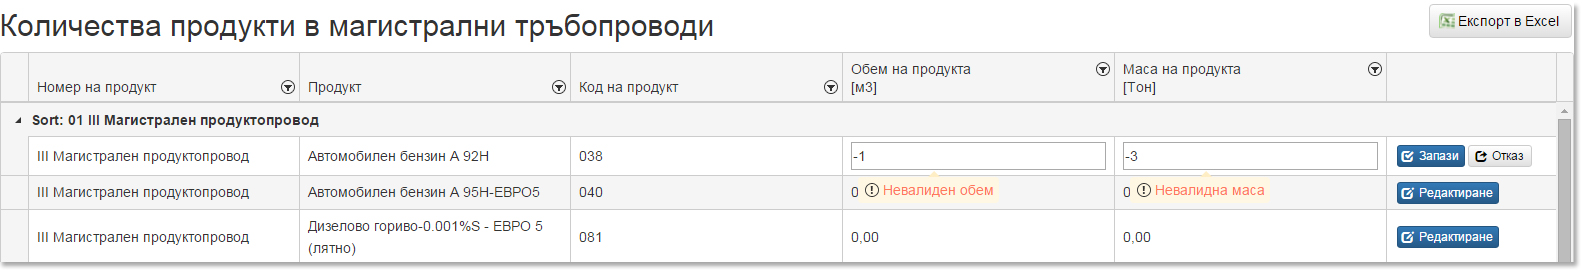 Количества продукти в магистрални тръбопроводи
Експорт в Excel
Номер на продукт
Продукт
Код на продукт
Обем на продукта
[м3]
Маса на продукта
[Тон]
Sort: 01 III Магистрален продуктопровод
III Магистрален продуктопровод
Автомобилен бензин А 92Н
038
-1
-3
Запази
Отказ
III Магистрален продуктопровод
Автомобилен бензин А 95Н-ЕВРО5
040
0
Невалиден обем
0
Невалидна маса
Редактиране
III Магистрален продуктопровод
Дизелово гориво-0.001%S - ЕВРО 5
(лятно)
081
0,00
0,00
Редактиране